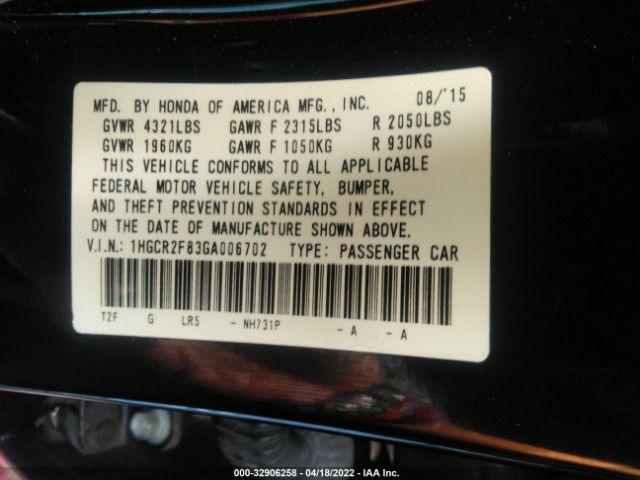 MFD. BY HONDA OF AMERICA MFG., INC. 08/'15
GVWR 4321LBS GAWR F 2315LBS R 2050LBS
GVWR 1960KG GAWR F 1050KG R 930KG
THIS VEHICLE CONFORMS TO ALL APPLICABLE
FEDERAL MOTOR VEHICLE SAFETY, BUMPER,
AND THEFT PREVENTION STANDARDS IN EFFECT
ON THE DATE OF MANUFACTURE SHOWN ABOVE.
V.I.N.: 1HGCR2F83GA006702 TYPE: PASSENGER CAR
T2F G LR5 - NH731P - A - A
000-32906258 - 04/18/2022 - IAA Inc.